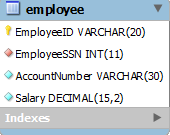 employee
EmployeeID VARCHAR(20)
EmployeeSSN INT(11)
AccountNumber VARCHAR(30)
Salary DECIMAL(15,2)
Indexes